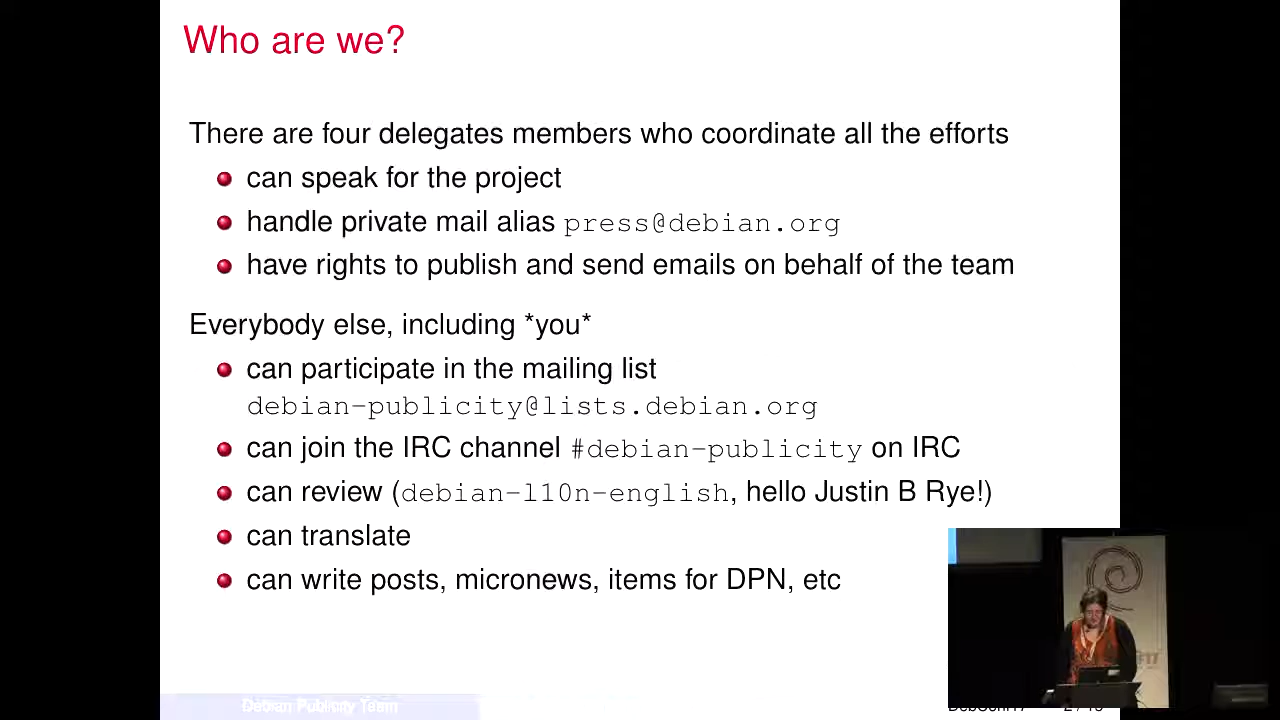 Who are we?
There are four delegates members who coordinate all the efforts
can speak for the project
handle private mail alias press@debian.org
have rights to publish and send emails on behalf of the team
Everybody else, including *you*
can participate in the mailing list
debian-publicity@lists.debian.org
can join the IRC channel #debian-publicity on IRC
can review (debian-l10n-english, hello Justin B Rye!)
can translate
can write posts, micronews, items for DPN, etc
Debian Publicity Team